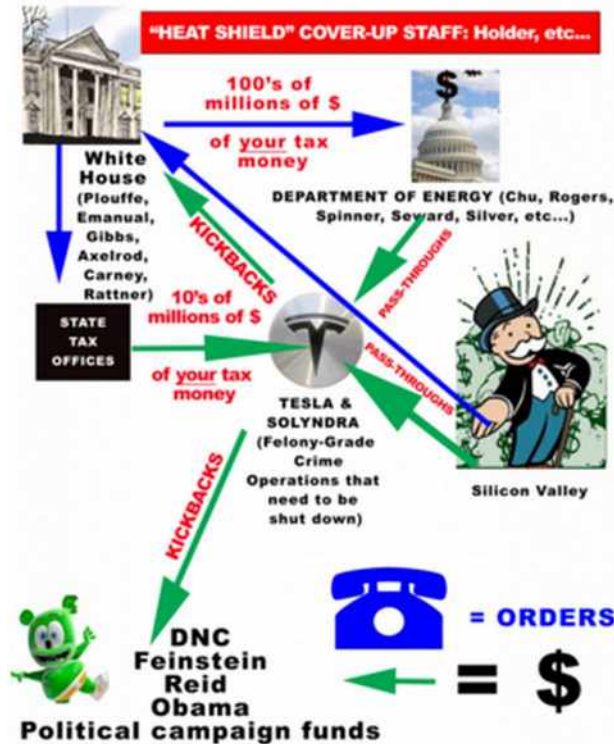 "HEAT SHIELD" COVER-UP STAFF: Holder, etc...
100's of
millions of $
of your tax
money
$
White
House
(Plouffe,
Emanual,
Gibbs,
Axelrod,
Carney,
Rattner)
DEPARTMENT OF ENERGY (Chu, Rogers,
Spinner, Seward, Silver, etc...)
KICKBACKS
PASS-THROUGHS
PASS-THROUGHS
STATE
TAX
OFFICES
10's of
millions of $
of your tax
money
TESLA &
SOLYNDRA
(Felony-Grade
Crime
Operations that
need to be
shut down)
Silicon Valley
KICKBACKS
DNC
Feinstein
Reid
Obama
Political campaign funds
= ORDERS
= $